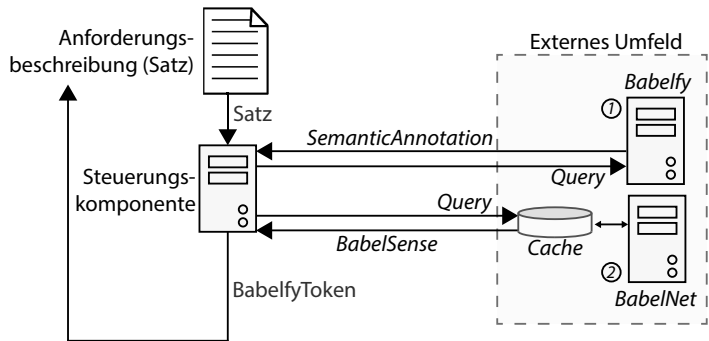 Anforderungs-
beschreibung (Satz)
Externes Umfeld
Babelfy
1
Satz
SemanticAnnotation
Query
Steuerungs-
komponente
Query
BabelSense
Cache
2
BabelNet
BabelfyToken